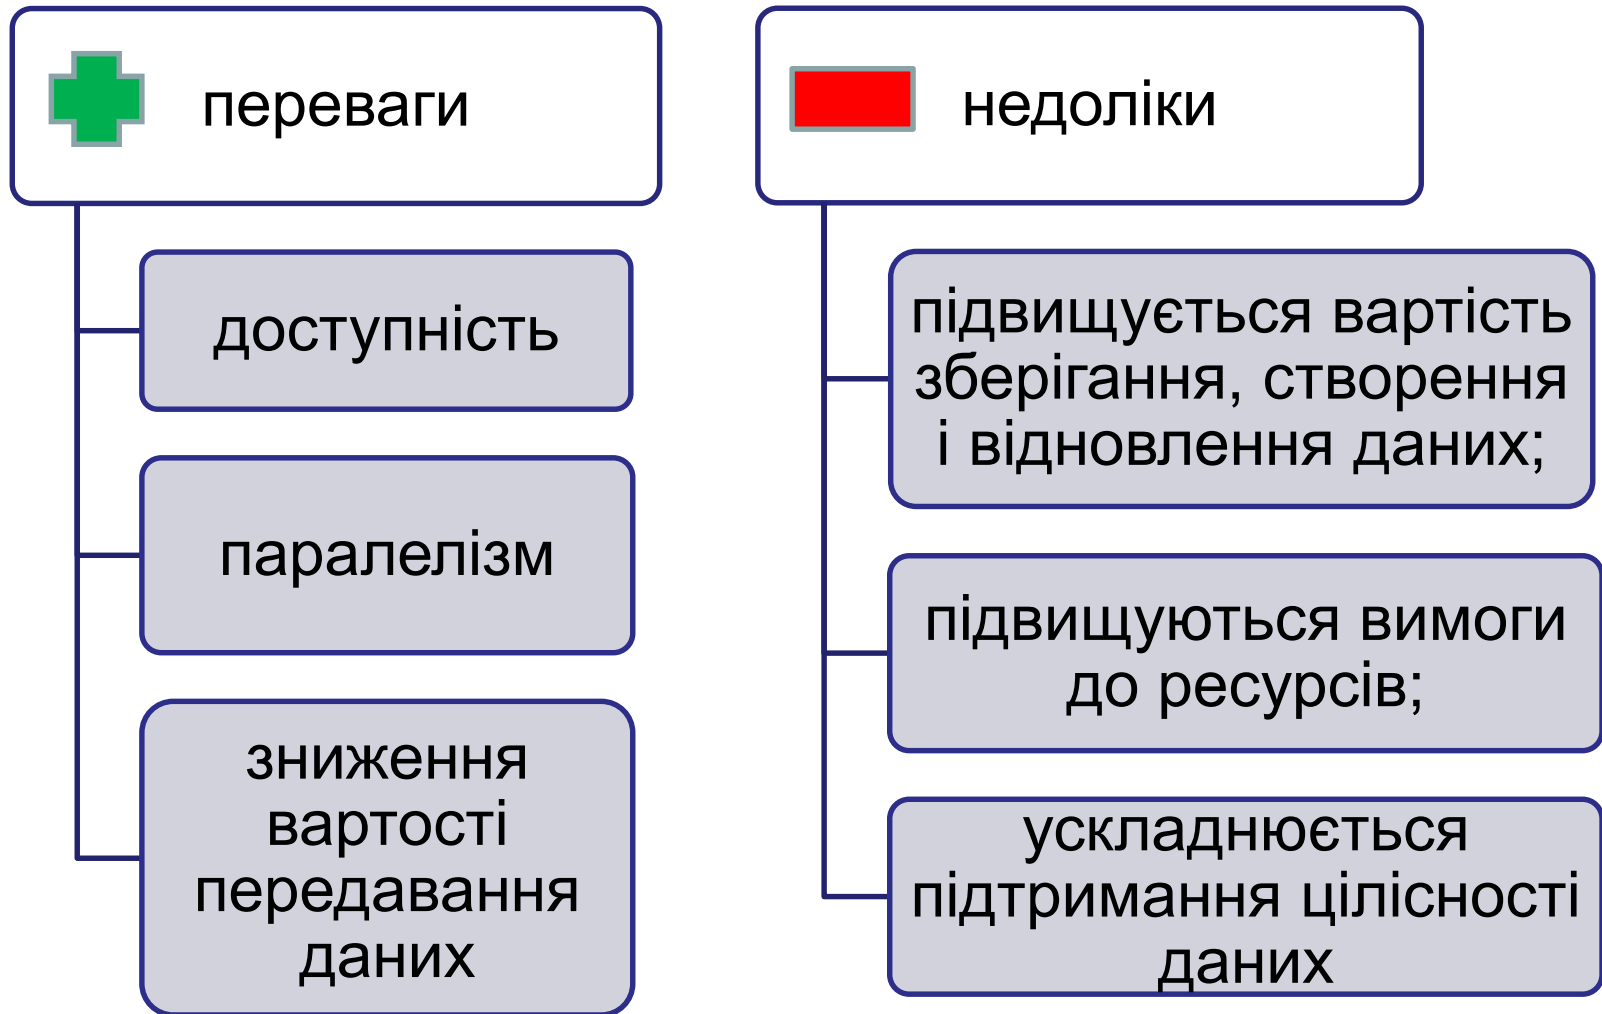 переваги
доступність
паралелізм
зниження
вартості
передавання
даних
недоліки
підвищується вартість
зберігання, створення
і відновлення даних;
підвищуються вимоги
до ресурсів;
ускладнюється
підтримання цілісності
даних